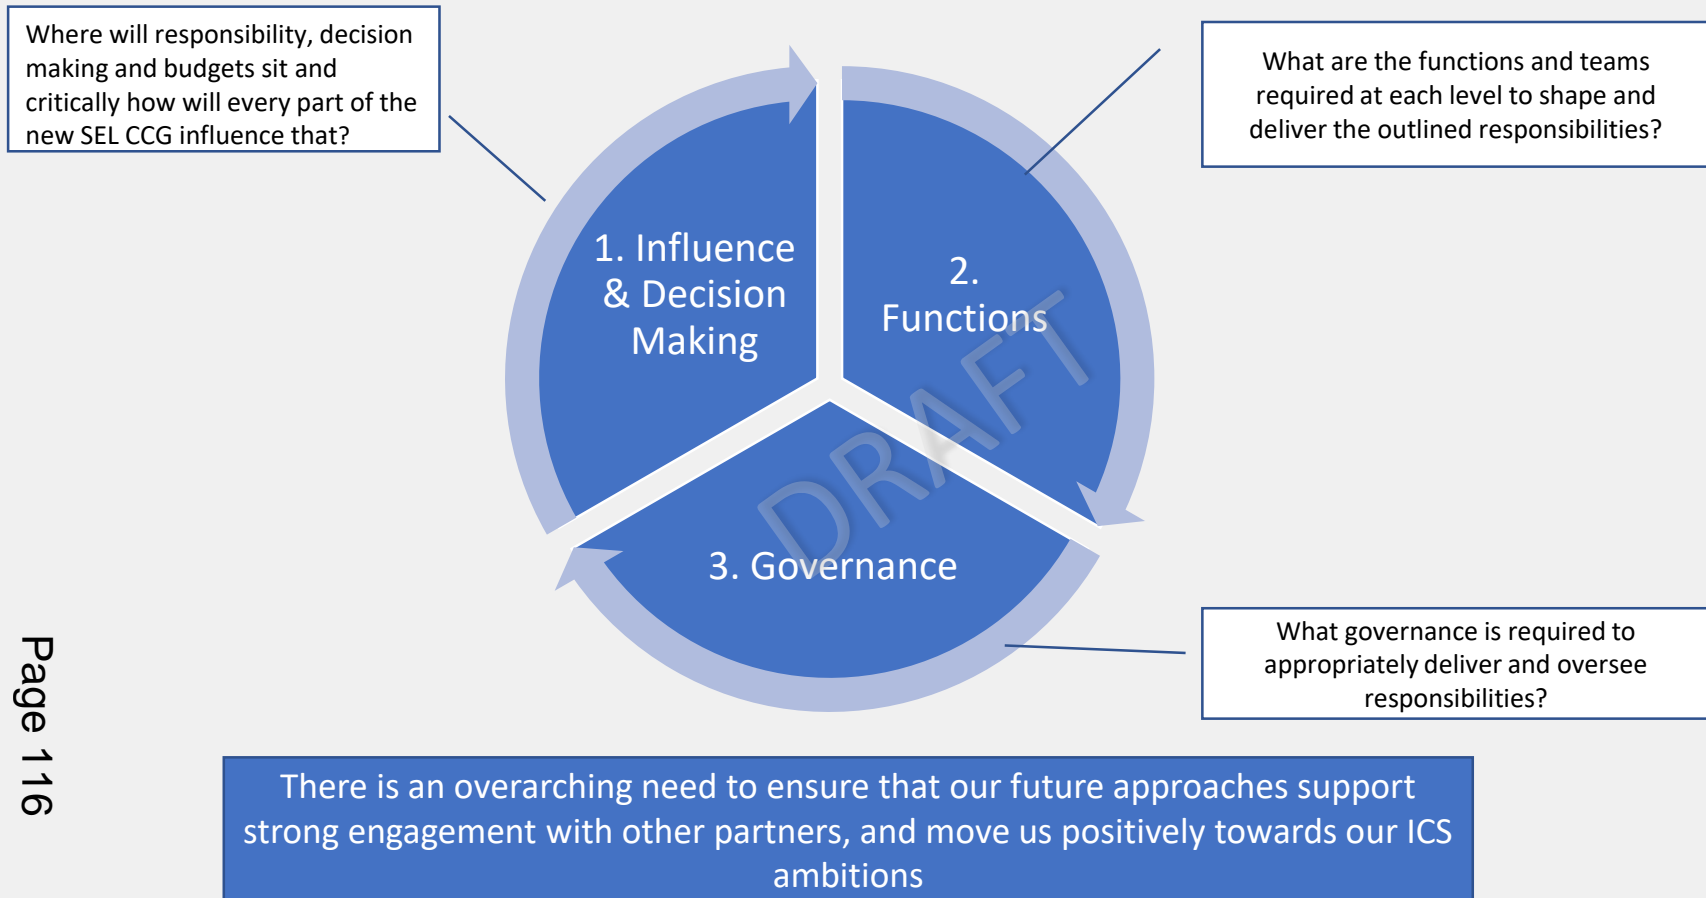 Where will responsibility, decision
making and budgets sit and
critically how will every part of the
new SEL CCG influence that?
What are the functions and teams
required at each level to shape and
deliver the outlined responsibilities?
1. Influence
& Decision
Making
2.
Functions
DRAFT
3. Governance
What governance is required to
appropriately deliver and oversee
responsibilities?
There is an overarching need to ensure that our future approaches support
strong engagement with other partners, and move us positively towards our ICS
ambitions
Page 116